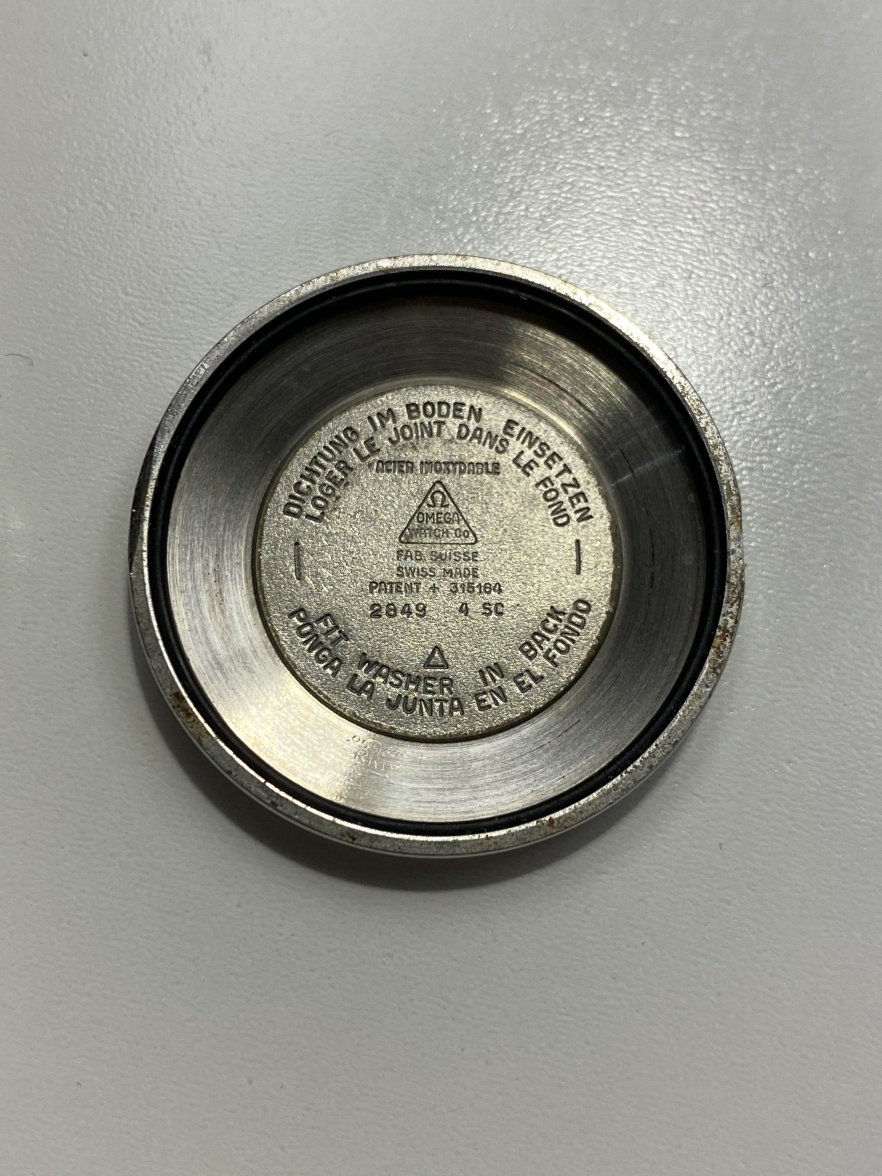 DICHTUNG IM BODEN EINSETZEN
LOGER LE JOINT DANS LE FOND
ACIER INOXYDABLE
Ω
OMEGA
WATCH Co
FAB. SUISSE
SWISS MADE
PATENT + 315164
2849 4 SC
FIT WASHER IN BACK
PONGA LA JUNTA EN EL FONDO